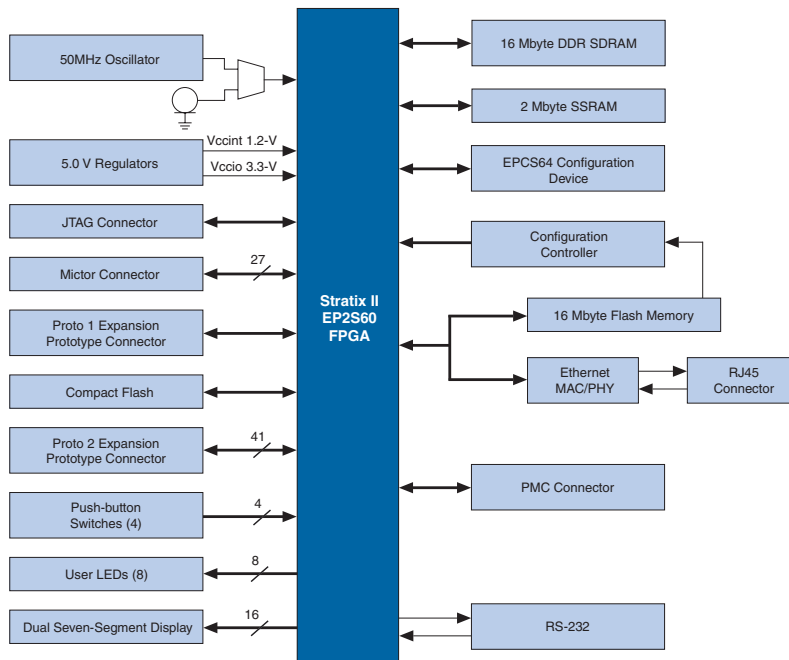 50MHz Oscillator
5.0 V Regulators
Vccint 1.2-V
Vccio 3.3-V
JTAG Connector
Mictor Connector
27
Proto 1 Expansion
Prototype Connector
Compact Flash
Proto 2 Expansion
Prototype Connector
41
Push-button
Switches (4)
4
User LEDs (8)
8
Dual Seven-Segment Display
16
Stratix II
EP2S60
FPGA
16 Mbyte DDR SDRAM
2 Mbyte SSRAM
EPCS64 Configuration
Device
Configuration
Controller
16 Mbyte Flash Memory
Ethernet
MAC/PHY
RJ45
Connector
PMC Connector
RS-232